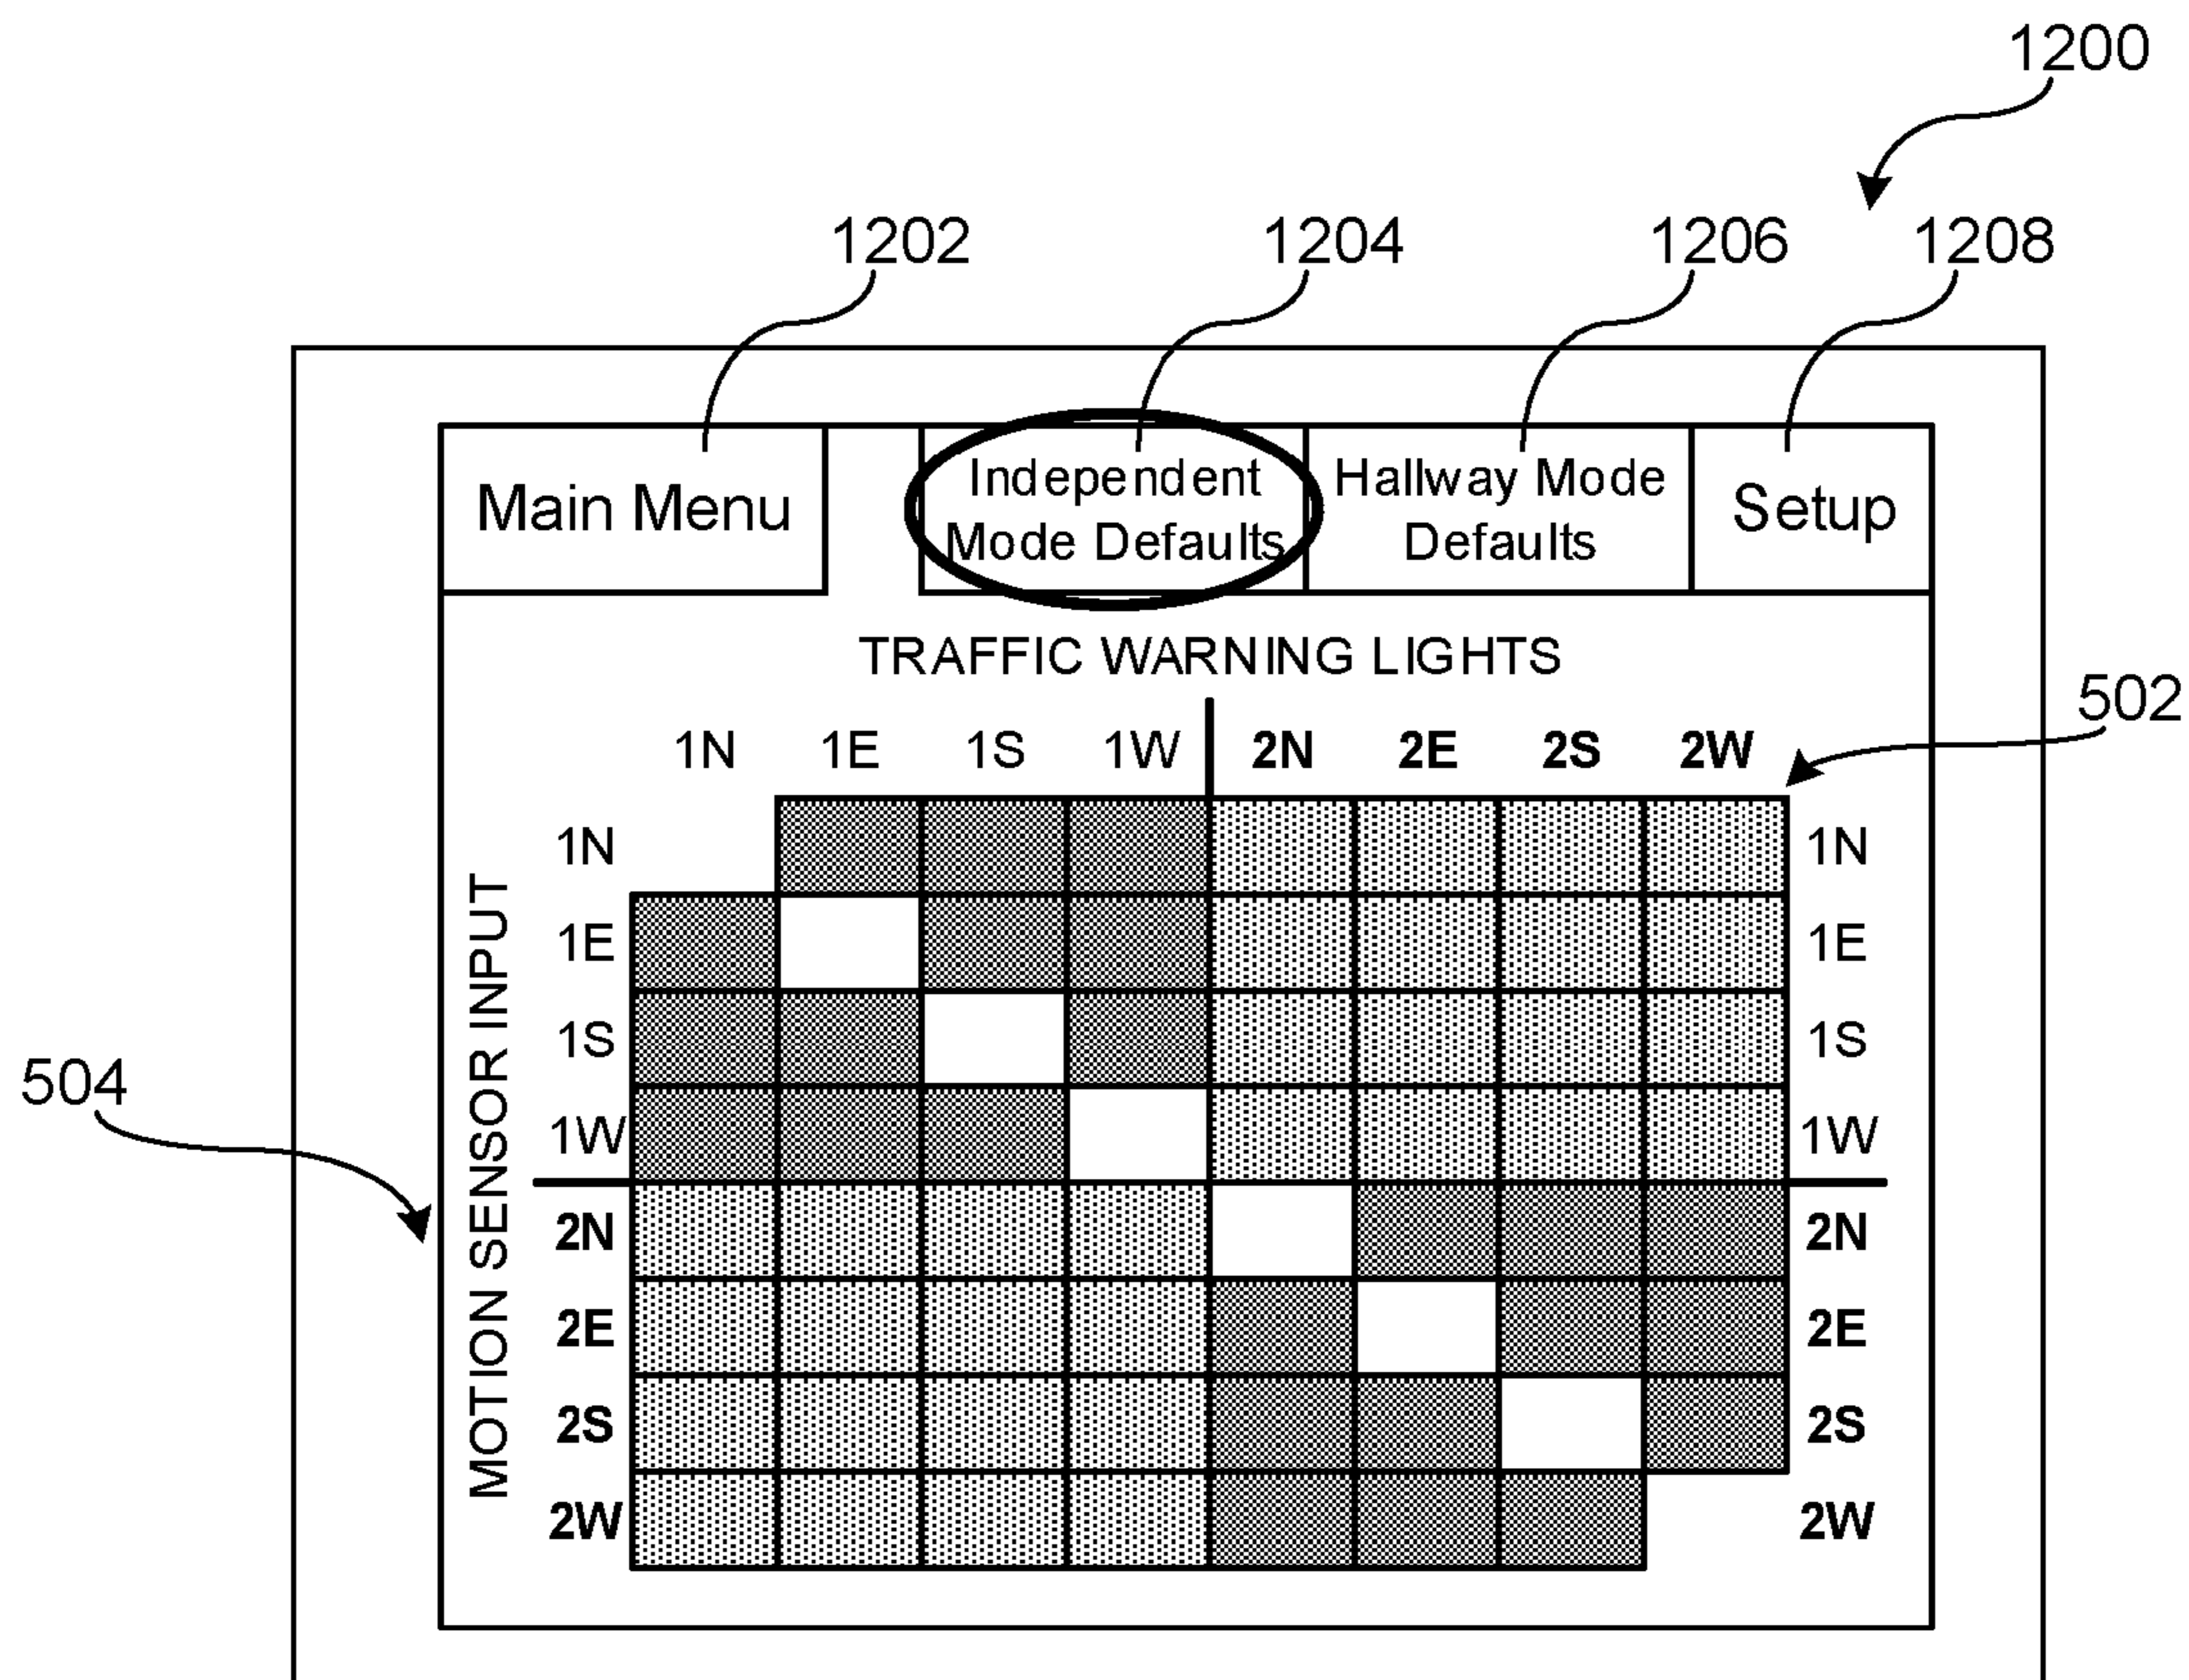 1200
1202 1204 1206 1208
Main Menu
Independent
Mode Defaults
Hallway Mode
Defaults
Setup
TRAFFIC WARNING LIGHTS
502
1N 1E 1S 1W 2N 2E 2S 2W
MOTION SENSOR INPUT
504
1N 1N
1E 1E
1S 1S
1W 1W
2N 2N
2E 2E
2S 2S
2W 2W